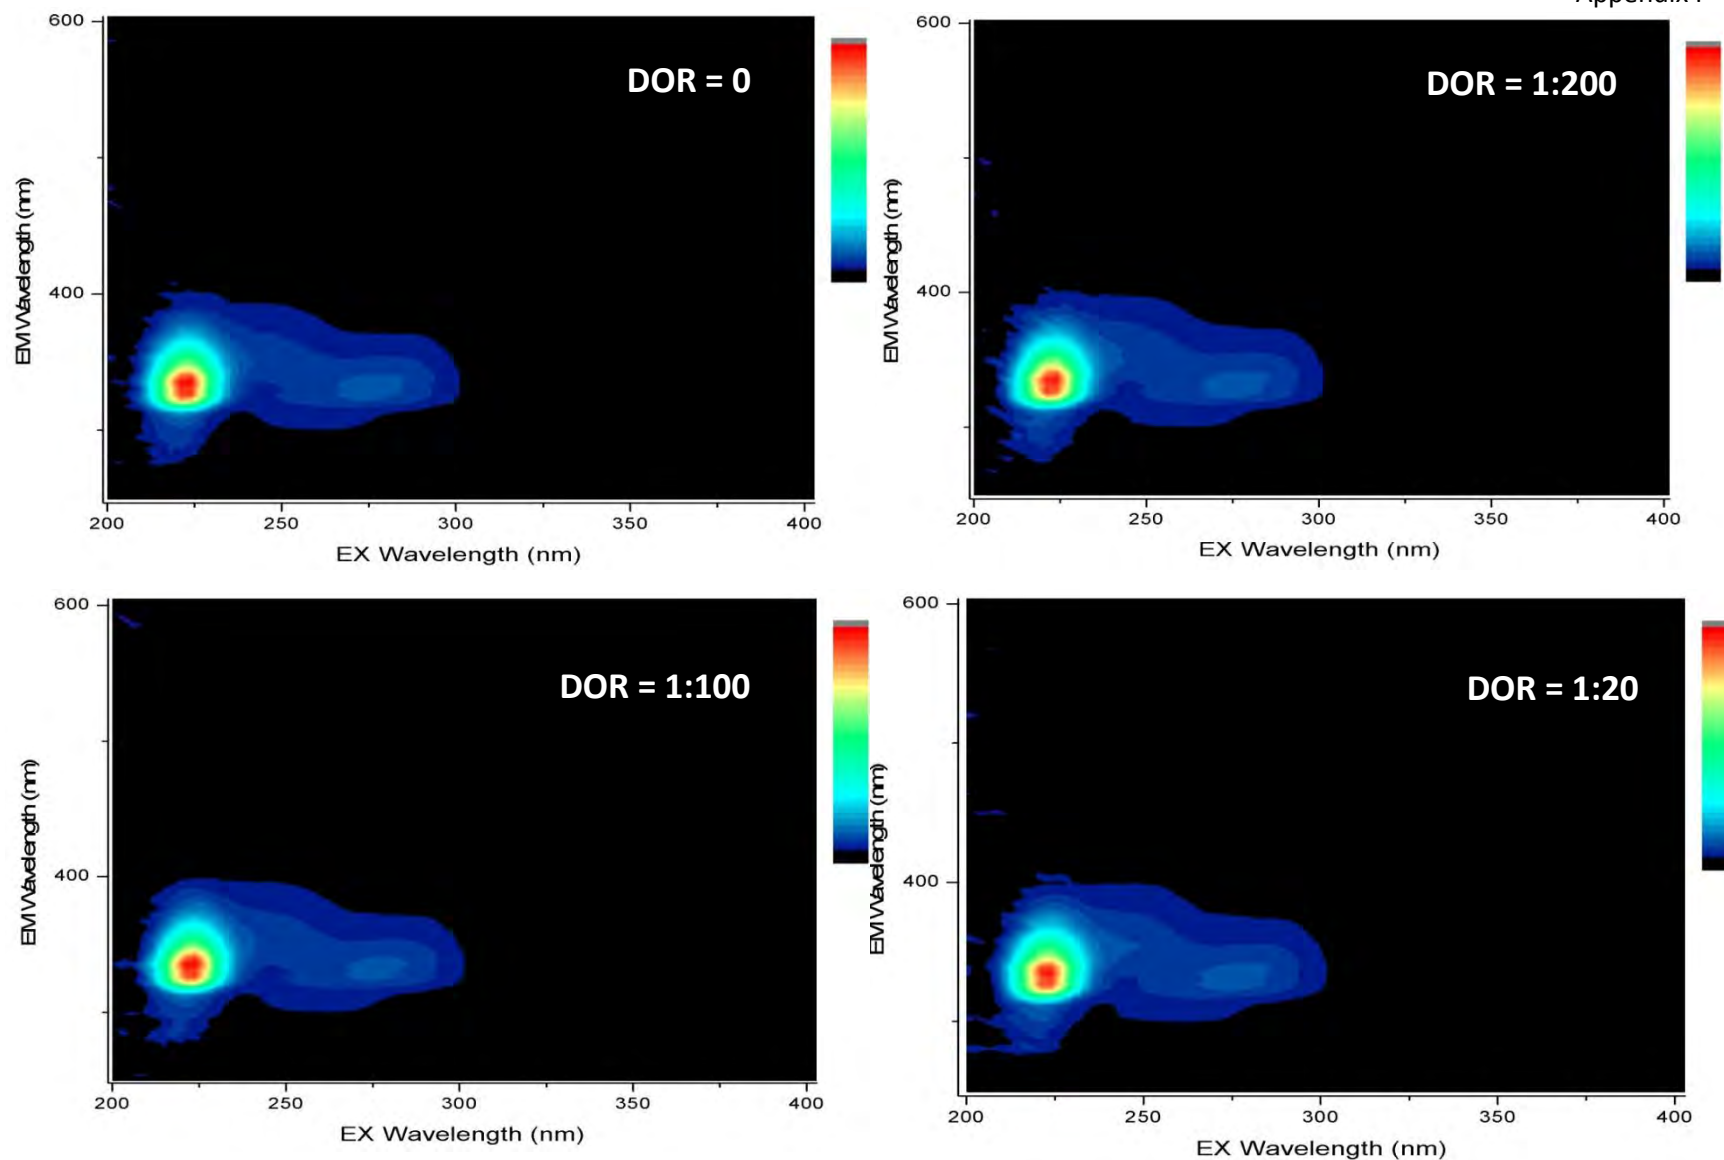 600
DOR = 0
EM Wavelength (nm)
400
200 250 300 350 400
EX Wavelength (nm)
600
DOR = 1:200
EM Wavelength (nm)
400
200 250 300 350 400
EX Wavelength (nm)
600
DOR = 1:100
EM Wavelength (nm)
400
200 250 300 350 400
EX Wavelength (nm)
600
DOR = 1:20
EM Wavelength (nm)
400
200 250 300 350 400
EX Wavelength (nm)